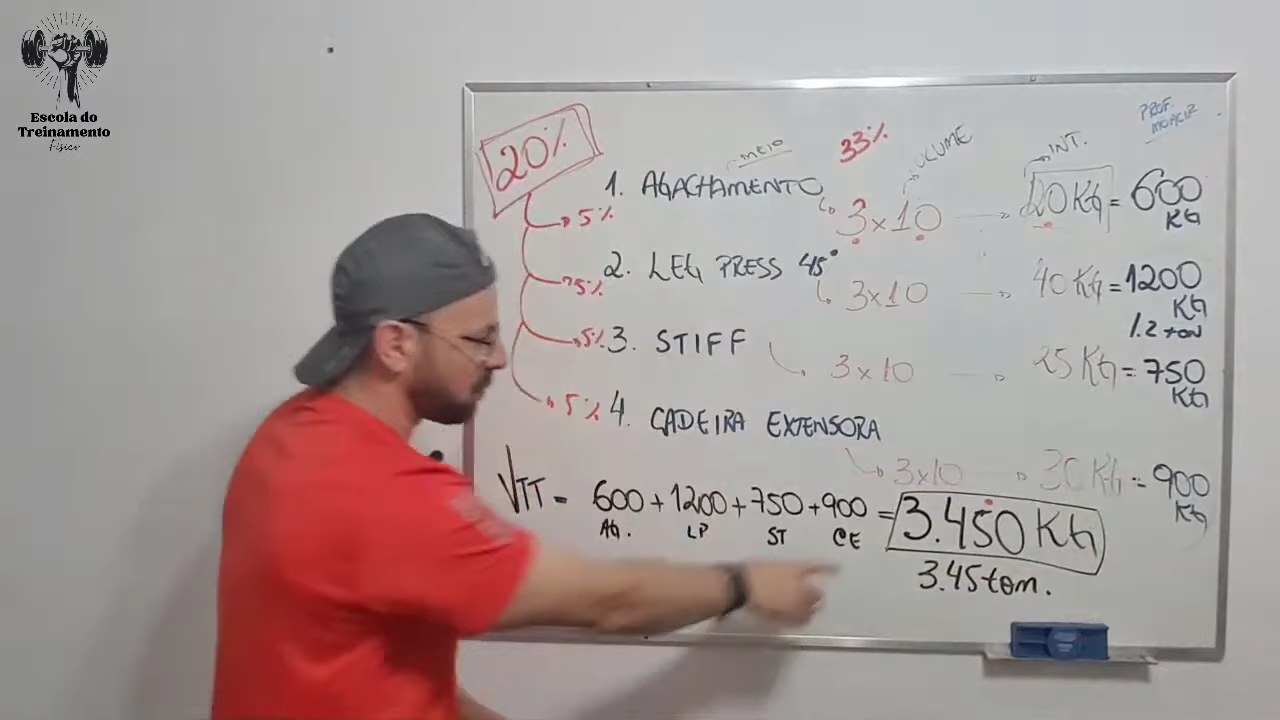 Escola do
Treinamento
Físico
20%
MEIO
33%
VOLUME
INT.
PROF.
MOACIR
5%
1. AGACHAMENTO
3x10
20 KG = 600
KG
5%
2. LEG PRESS 45°
3x10
40 KG = 1200
KG
1.2 ton
5%
3. STIFF
3x10
25 KG = 750
KG
5%
4. CADEIRA EXTENSORA
3x10
30 KG = 900
KG
VTT = 600 + 1200 + 750 + 900 = 3.450 KG
AG. LP ST CE
3.45 ton.